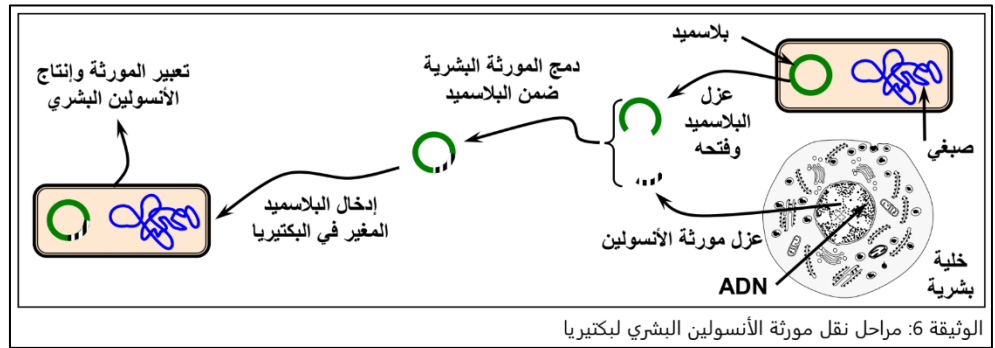 بلاسميد
عزل
البلاسميد
وفتحه
صبغي
خلية
بشرية
ADN
عزل مورثة الأنسولين
دمج المورثة البشرية
ضمن البلاسميد
إدخال البلاسميد
المغير في البكتيريا
تعبير المورثة وإنتاج
الأنسولين البشري
الوثيقة 6: مراحل نقل مورثة الأنسولين البشري لبكتيريا